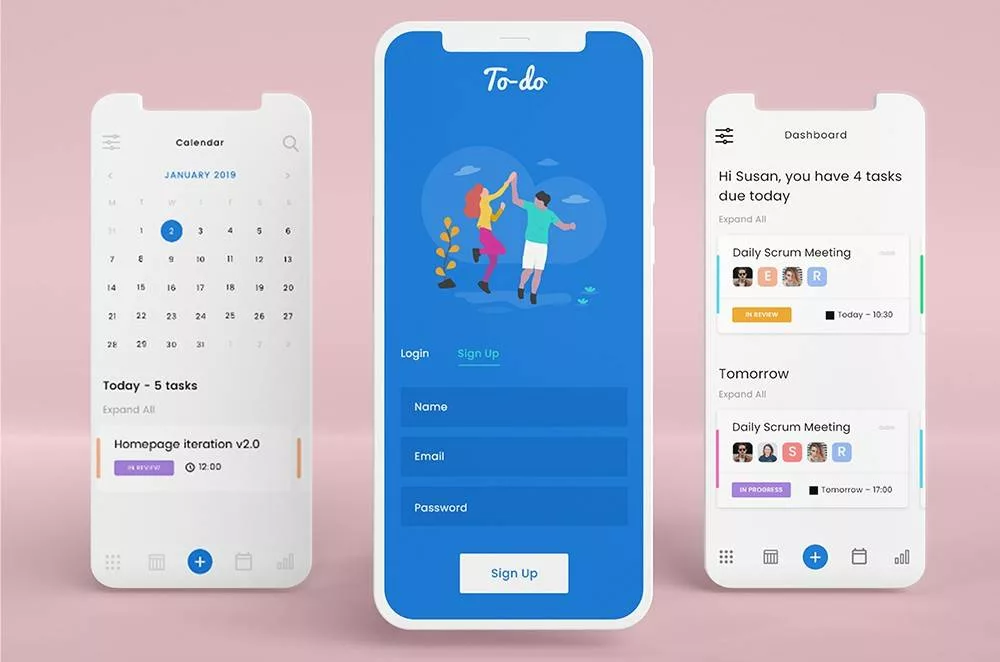 Calendar
JANUARY 2019
M T W T F S S
31 1 2 3 4 5 6
7 8 9 10 11 12 13
14 15 16 17 18 19 20
21 22 23 24 25 26 27
28 29 30 31 1 2 3
Today - 5 tasks
Expand All
Homepage iteration v2.0
IN REVIEW 12:00
To-do
Login Sign Up
Name
Email
Password
Sign Up
Dashboard
Hi Susan, you have 4 tasks
due today
Expand All
Daily Scrum Meeting
E R
IN REVIEW Today – 10:30
Tomorrow
Expand All
Daily Scrum Meeting
S R
IN PROGRESS Tomorrow – 17:00